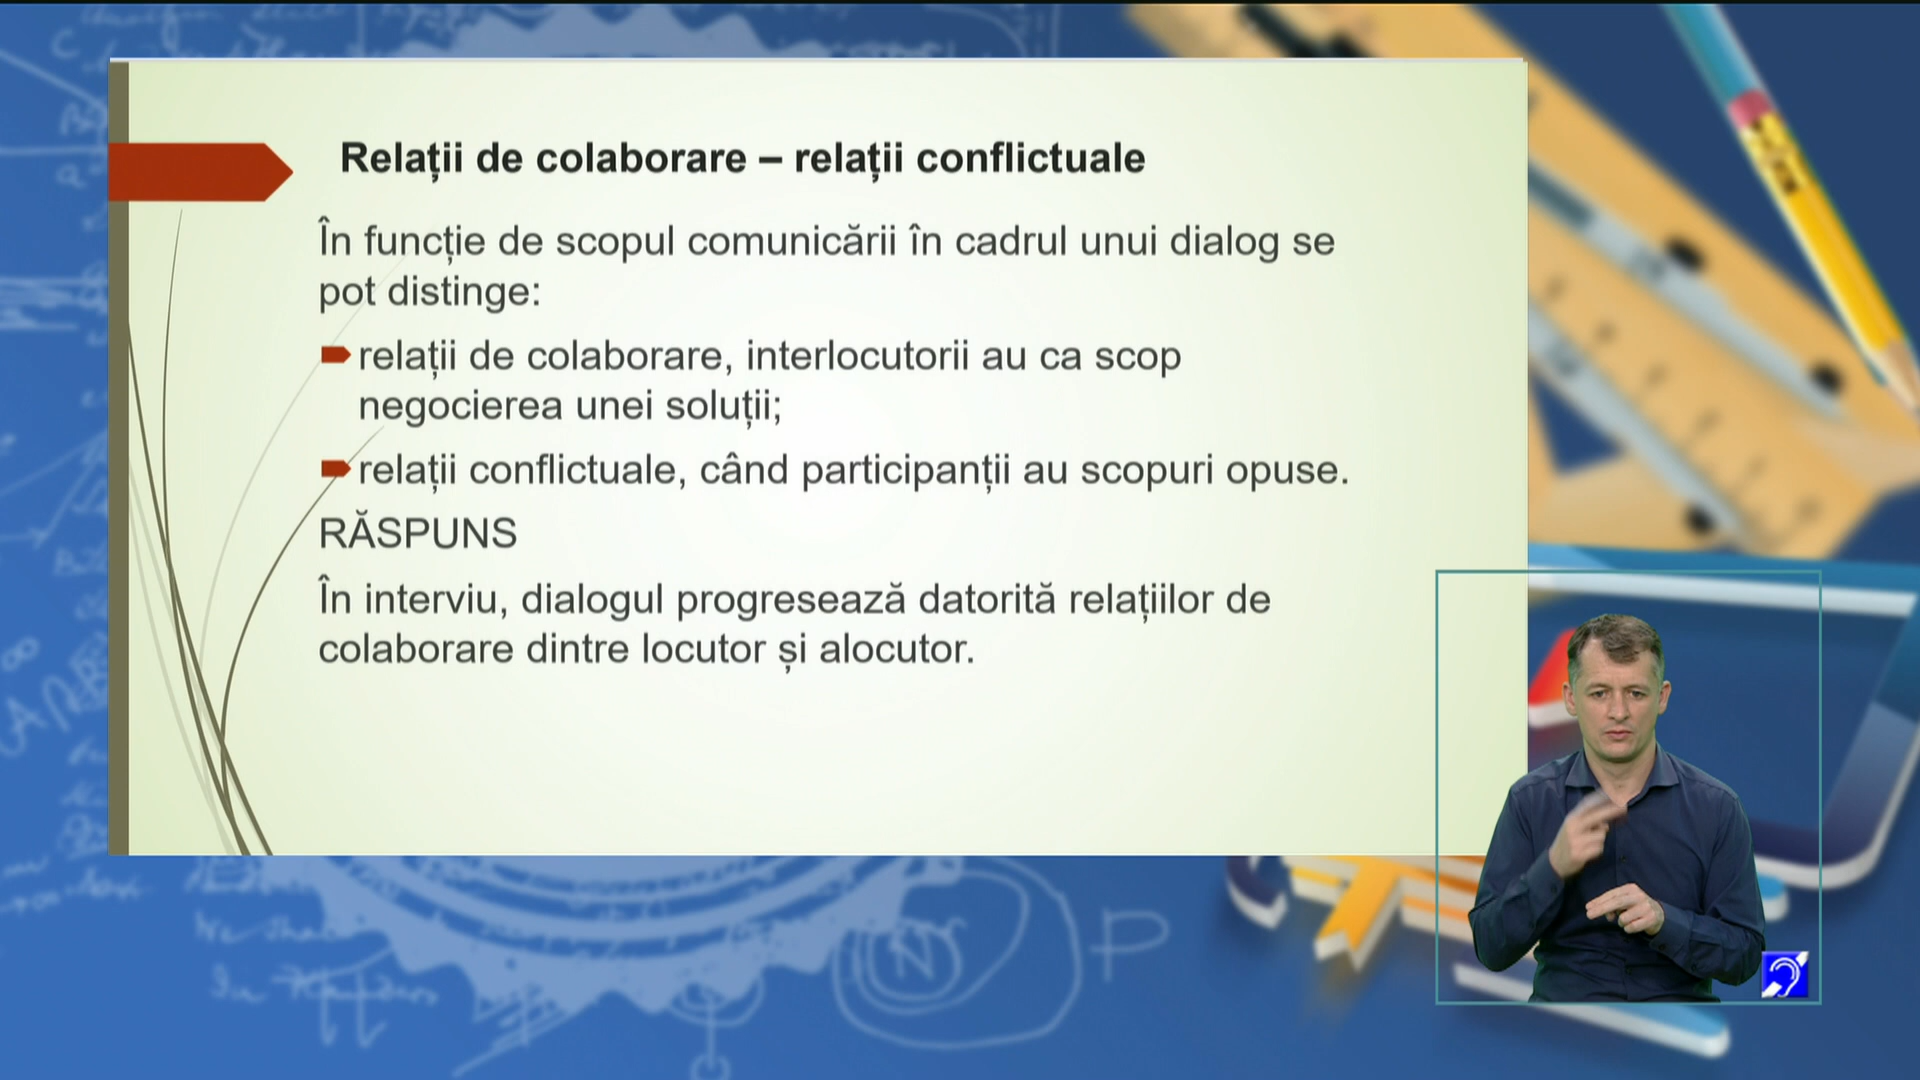 Relații de colaborare – relații conflictuale
În funcție de scopul comunicării în cadrul unui dialog se
pot distinge:
relații de colaborare, interlocutorii au ca scop
negocierea unei soluții;
relații conflictuale, când participanții au scopuri opuse.
RĂSPUNS
În interviu, dialogul progresează datorită relațiilor de
colaborare dintre locutor și alocutor.
N
P